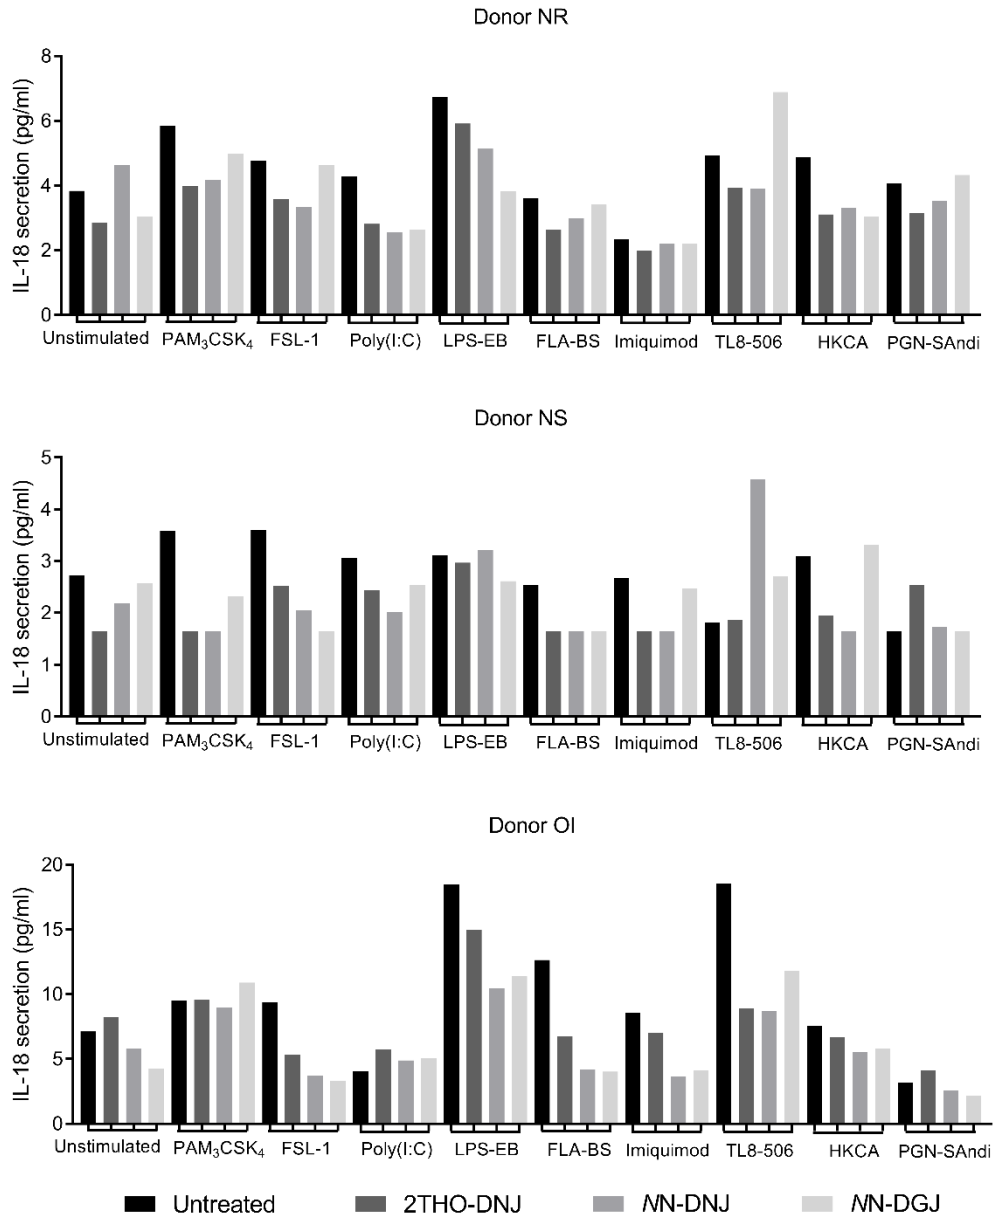 Donor NR
IL-18 secretion (pg/ml)
8
6
4
2
0
Unstimulated PAM₃CSK₄ FSL-1 Poly(I:C) LPS-EB FLA-BS Imiquimod TL8-506 HKCA PGN-SAndi
Donor NS
IL-18 secretion (pg/ml)
5
4
3
2
1
0
Unstimulated PAM₃CSK₄ FSL-1 Poly(I:C) LPS-EB FLA-BS Imiquimod TL8-506 HKCA PGN-SAndi
Donor OI
IL-18 secretion (pg/ml)
20
15
10
5
0
Unstimulated PAM₃CSK₄ FSL-1 Poly(I:C) LPS-EB FLA-BS Imiquimod TL8-506 HKCA PGN-SAndi
Untreated 2THO-DNJ NN-DNJ NN-DGJ